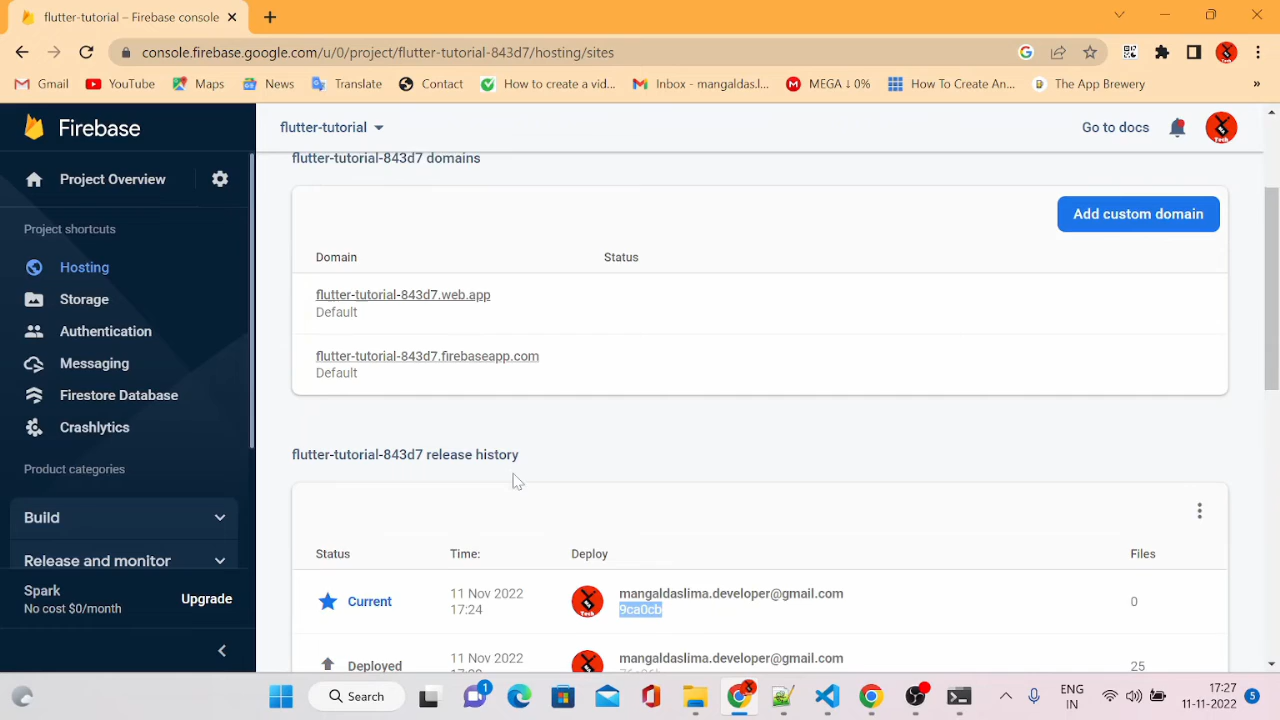 flutter-tutorial - Firebase console
console.firebase.google.com/u/0/project/flutter-tutorial-843d7/hosting/sites
Gmail
YouTube
Maps
News
Translate
Contact
How to create a vid...
Inbox - mangaldas.l...
MEGA ↓0%
How To Create An...
The App Brewery
»
Firebase
flutter-tutorial
Go to docs
Project Overview
Project shortcuts
Hosting
Storage
Authentication
Messaging
Firestore Database
Crashlytics
Product categories
Build
Release and monitor
Spark
No cost $0/month
Upgrade
flutter-tutorial-843d7 domains
Add custom domain
Domain Status
flutter-tutorial-843d7.web.app
Default
flutter-tutorial-843d7.firebaseapp.com
Default
flutter-tutorial-843d7 release history
Status Time: Deploy Files
Current
11 Nov 2022
17:24
mangaldaslima.developer@gmail.com
9ca0cb
0
Deployed
11 Nov 2022
mangaldaslima.developer@gmail.com
25
Search
1
ENG
IN
17:27
11-11-2022
5